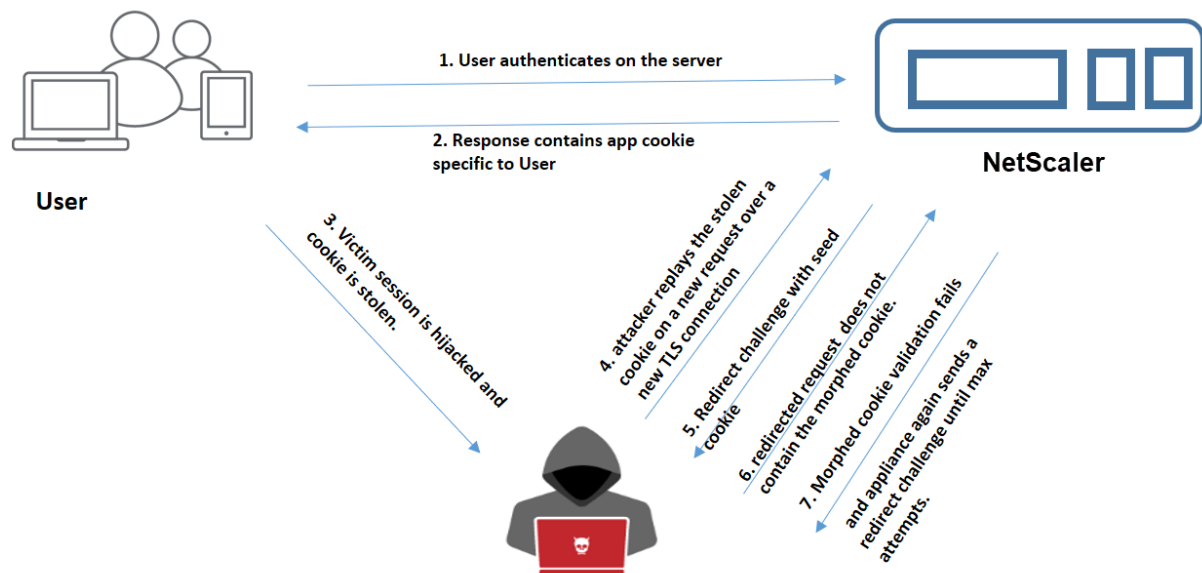 1. User authenticates on the server
2. Response contains app cookie
specific to User
NetScaler
User
3. Victim session is hijacked and
cookie is stolen.
4. attacker replays the stolen
cookie on a new request over a
new TLS connection
5. Redirect challenge with seed
cookie
6. redirected request does not
contain the morphed cookie.
7. Morphed cookie validation fails
and appliance again sends a
redirect challenge until max
attempts.